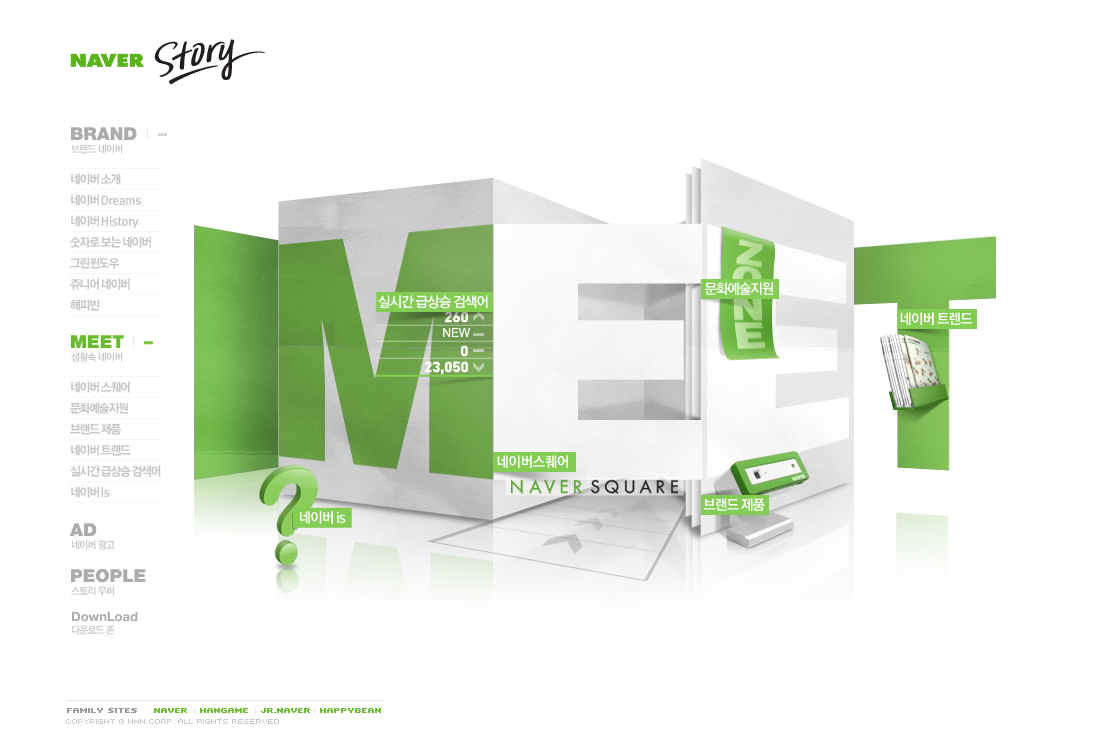 NAVER Story
BRAND
브랜드 네이버
네이버 소개
네이버 Dreams
네이버 History
숫자로 보는 네이버
그린윈도우
쥬니어 네이버
해피빈
MEET
생활속 네이버
네이버 스퀘어
문화예술지원
브랜드 제품
네이버 트랜드
실시간 급상승 검색어
네이버 is
AD
네이버 광고
PEOPLE
스토리 무비
DownLoad
다운로드 존
MEET
실시간 급상승 검색어
260
NEW
0
23,050
네이버 is
네이버스퀘어
NAVER SQUARE
문화예술지원
브랜드 제품
NAVER
네이버 트렌드
FAMILY SITES NAVER | HANGAME | JR.NAVER | HAPPYBEAN
COPYRIGHT © NHN CORP. ALL RIGHTS RESERVED